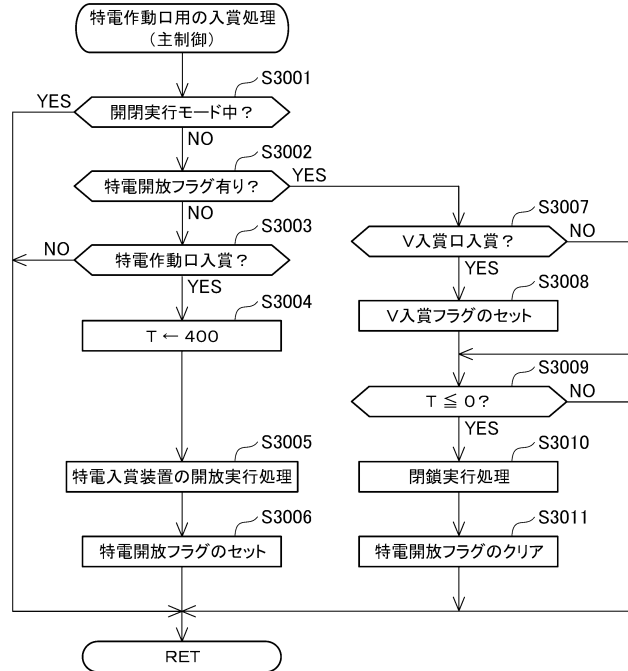 特電作動口用の入賞処理
(主制御)
S3001
開閉実行モード中？
YES
NO
S3002
特電開放フラグ有り？
YES
NO
S3003
特電作動口入賞？
NO
YES
S3004
T ← 400
S3005
特電入賞装置の開放実行処理
S3006
特電開放フラグのセット
S3007
V入賞口入賞？
NO
YES
S3008
V入賞フラグのセット
S3009
T ≦ 0？
NO
YES
S3010
閉鎖実行処理
S3011
特電開放フラグのクリア
RET